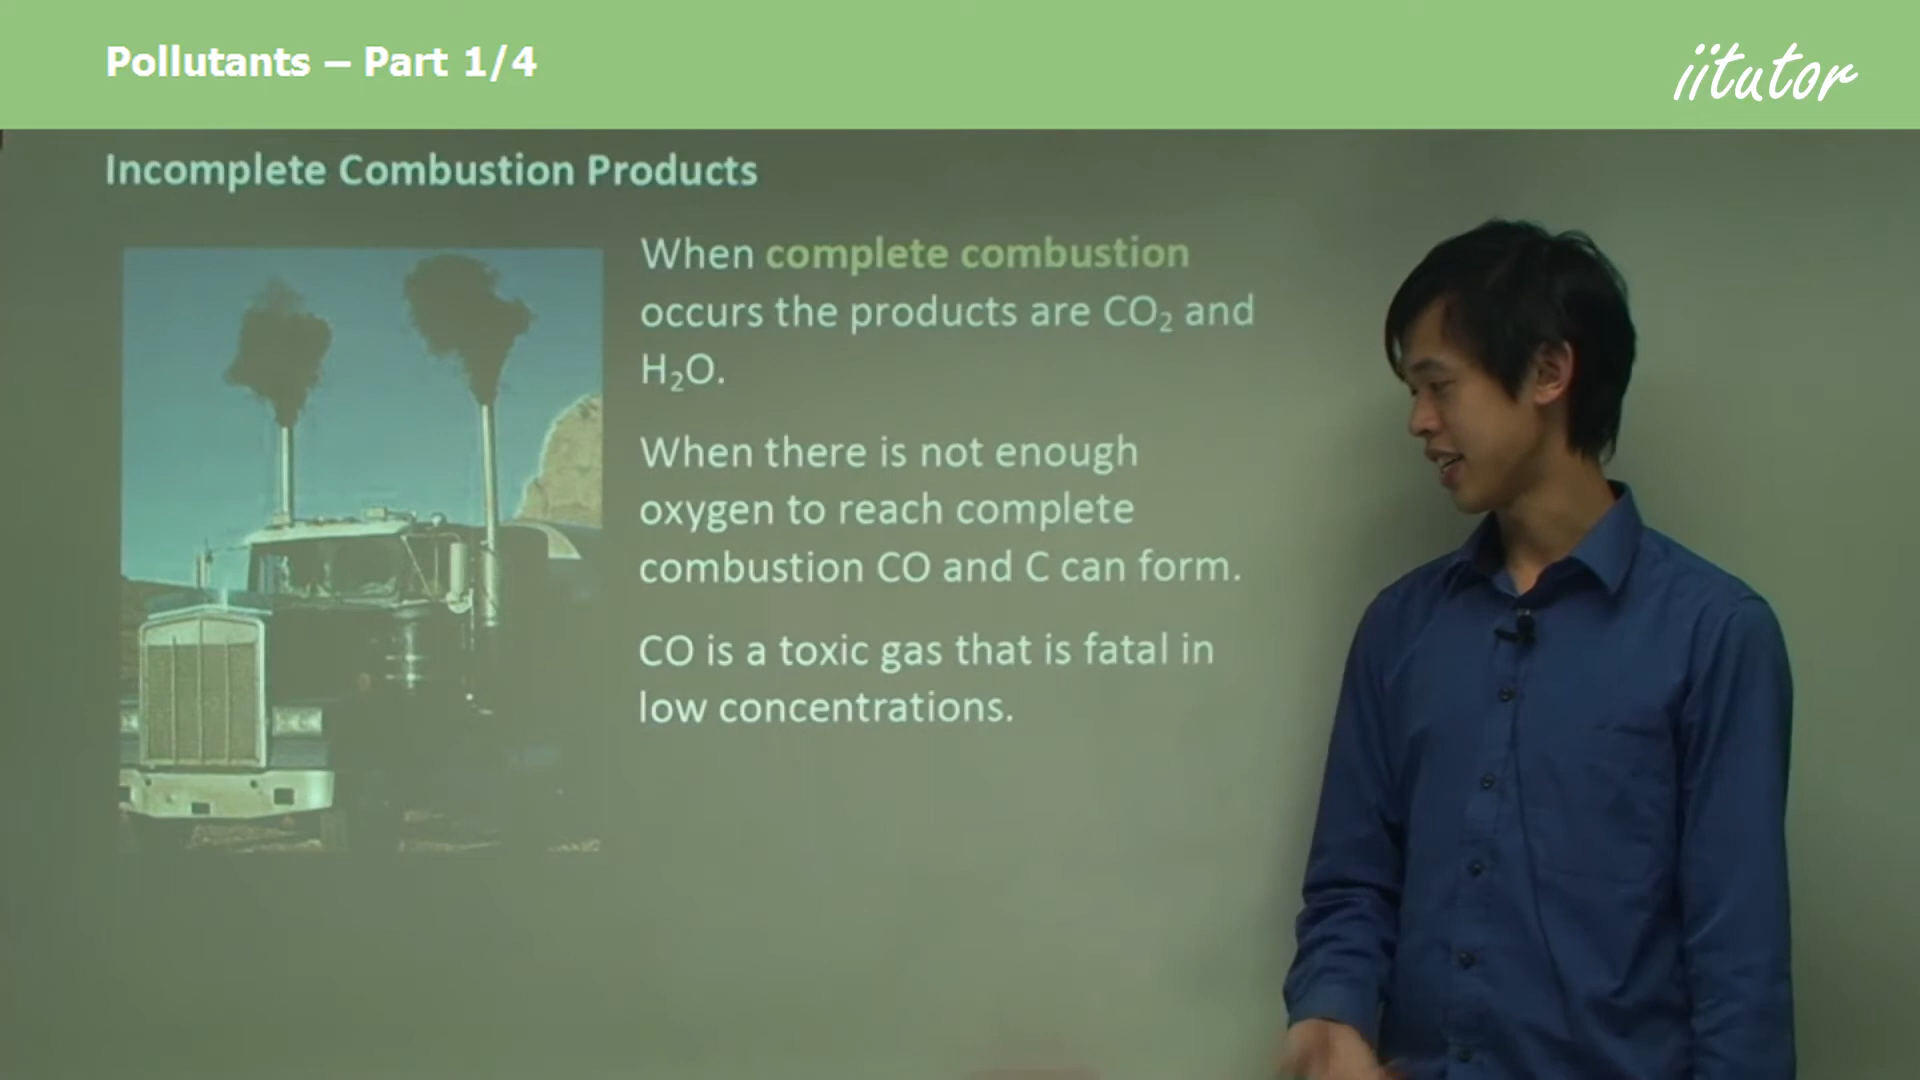 Pollutants – Part 1/4
iitutor
Incomplete Combustion Products
When complete combustion
occurs the products are CO₂ and
H₂O.
When there is not enough
oxygen to reach complete
combustion CO and C can form.
CO is a toxic gas that is fatal in
low concentrations.